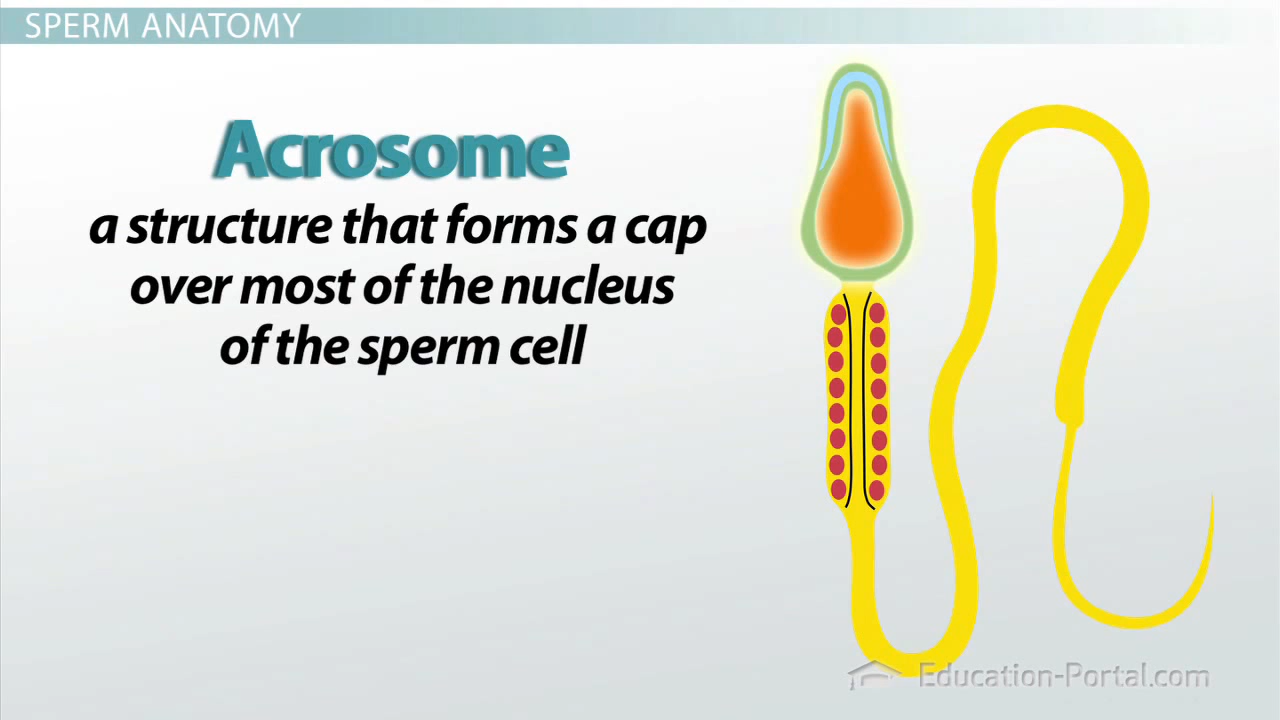 SPERM ANATOMY
Acrosome
a structure that forms a cap
over most of the nucleus
of the sperm cell
Education-Portal.com